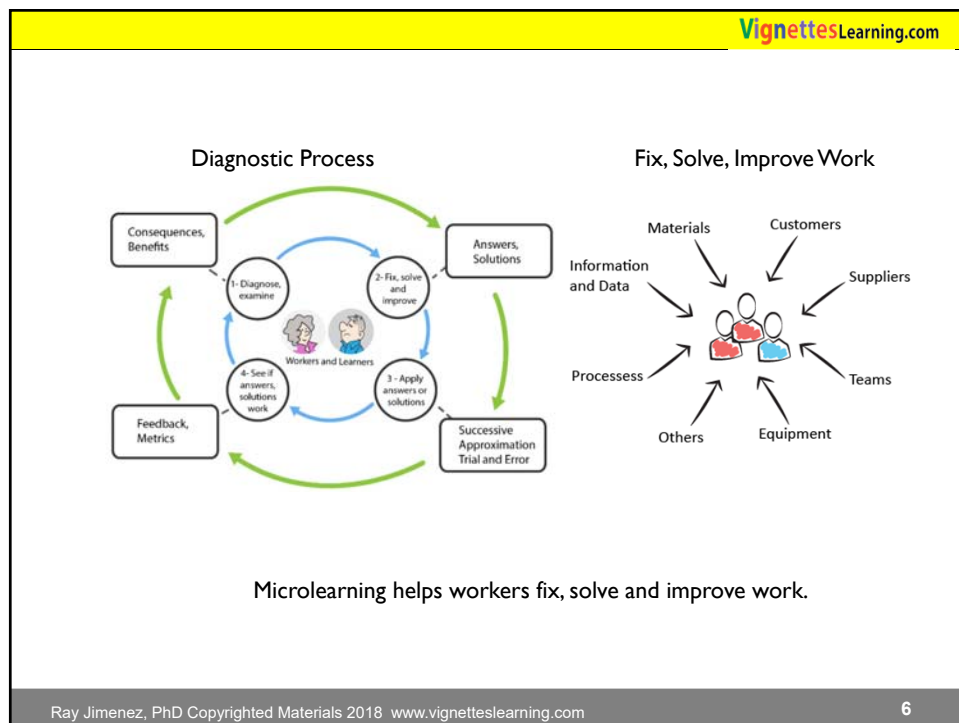 VignettesLearning.com
Diagnostic Process
Consequences,
Benefits
Answers,
Solutions
1- Diagnose,
examine
2- Fix, solve
and
improve
Workers and Learners
4- See if
answers,
solutions
work
3 - Apply
answers or
solutions
Feedback,
Metrics
Successive
Approximation
Trial and Error
Fix, Solve, Improve Work
Materials
Customers
Information
and Data
Suppliers
Processess
Teams
Others
Equipment
Microlearning helps workers fix, solve and improve work.
Ray Jimenez, PhD Copyrighted Materials 2018 www.vignetteslearning.com
6